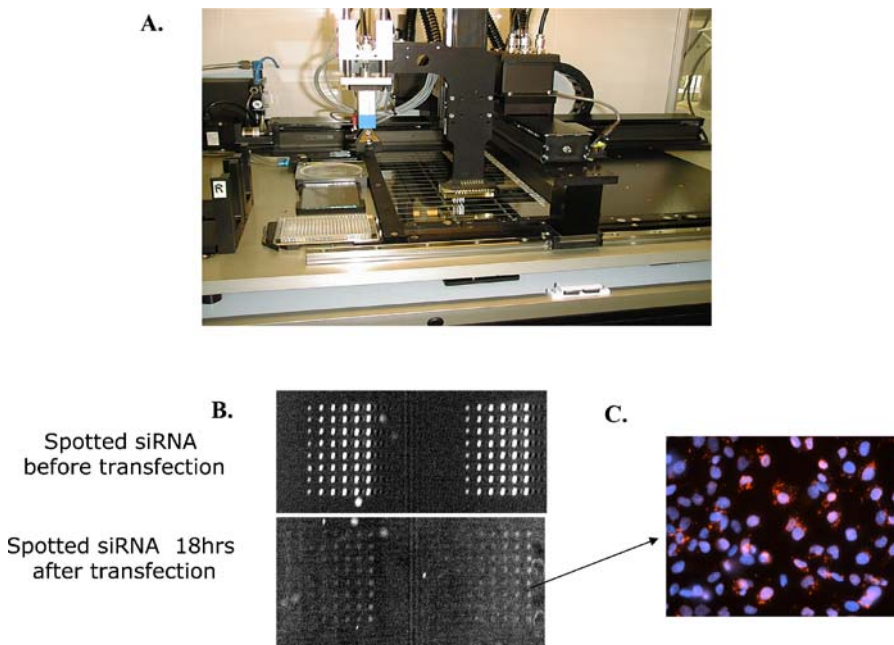 A.
R
B.
C.
Spotted siRNA
before transfection
Spotted siRNA 18hrs
after transfection